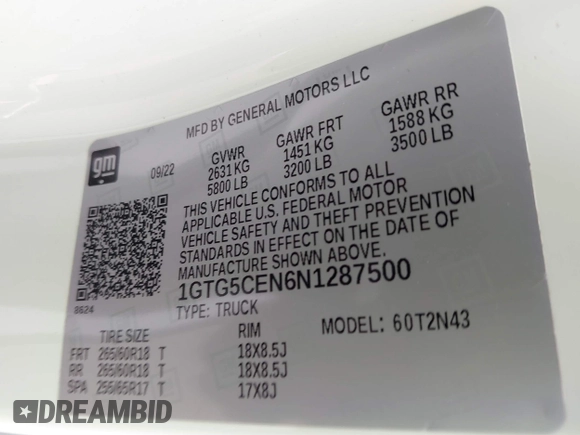 MFD BY GENERAL MOTORS LLC
gm
09/22
GVWR GAWR FRT GAWR RR
2631 KG 1451 KG 1588 KG
5800 LB 3200 LB 3500 LB
THIS VEHICLE CONFORMS TO ALL
APPLICABLE U.S. FEDERAL MOTOR
VEHICLE SAFETY AND THEFT PREVENTION
STANDARDS IN EFFECT ON THE DATE OF
MANUFACTURE SHOWN ABOVE.
8624
1GTG5CEN6N1287500
TYPE: TRUCK MODEL: 60T2N43
TIRE SIZE RIM
FRT 265/60R18 T 18X8.5J
RR 265/60R18 T 18X8.5J
SPA 255/65R17 T 17X8J
DREAMBID